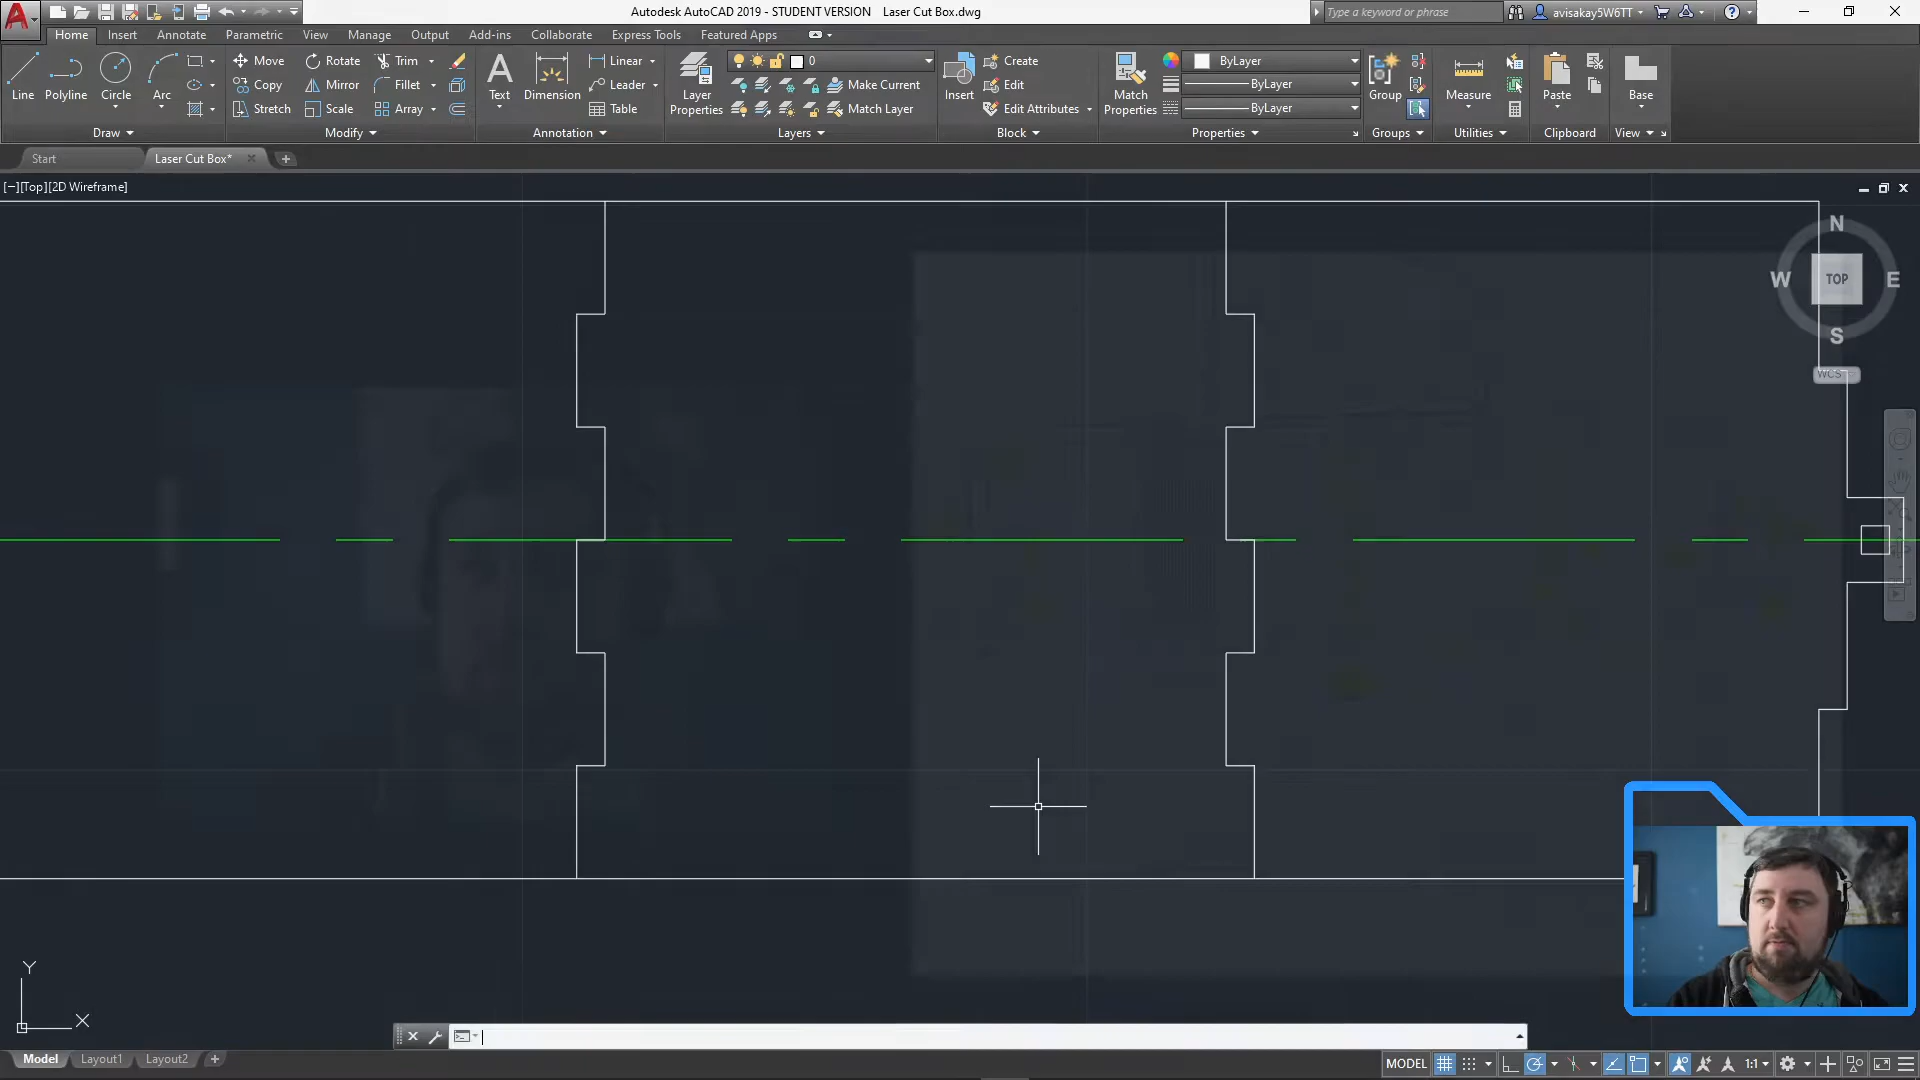 Autodesk AutoCAD 2019 - STUDENT VERSION Laser Cut Box.dwg
Type a keyword or phrase
avisakay5W6TT
Home Insert Annotate Parametric View Manage Output Add-ins Collaborate Express Tools Featured Apps
Line Polyline Circle Arc
Draw
Move Rotate Trim
Copy Mirror Fillet
Stretch Scale Array
Modify
Text Dimension
Linear
Leader
Table
Annotation
Layer Properties
0
Make Current
Match Layer
Layers
Insert
Create
Edit
Edit Attributes
Block
Match Properties
ByLayer
ByLayer
ByLayer
Properties
Group
Groups
Measure
Utilities
Paste
Clipboard
Base
View
Start
Laser Cut Box*
[−][Top][2D Wireframe]
N
W TOP E
S
WCS
Y
X
Model Layout1 Layout2
MODEL
1:1